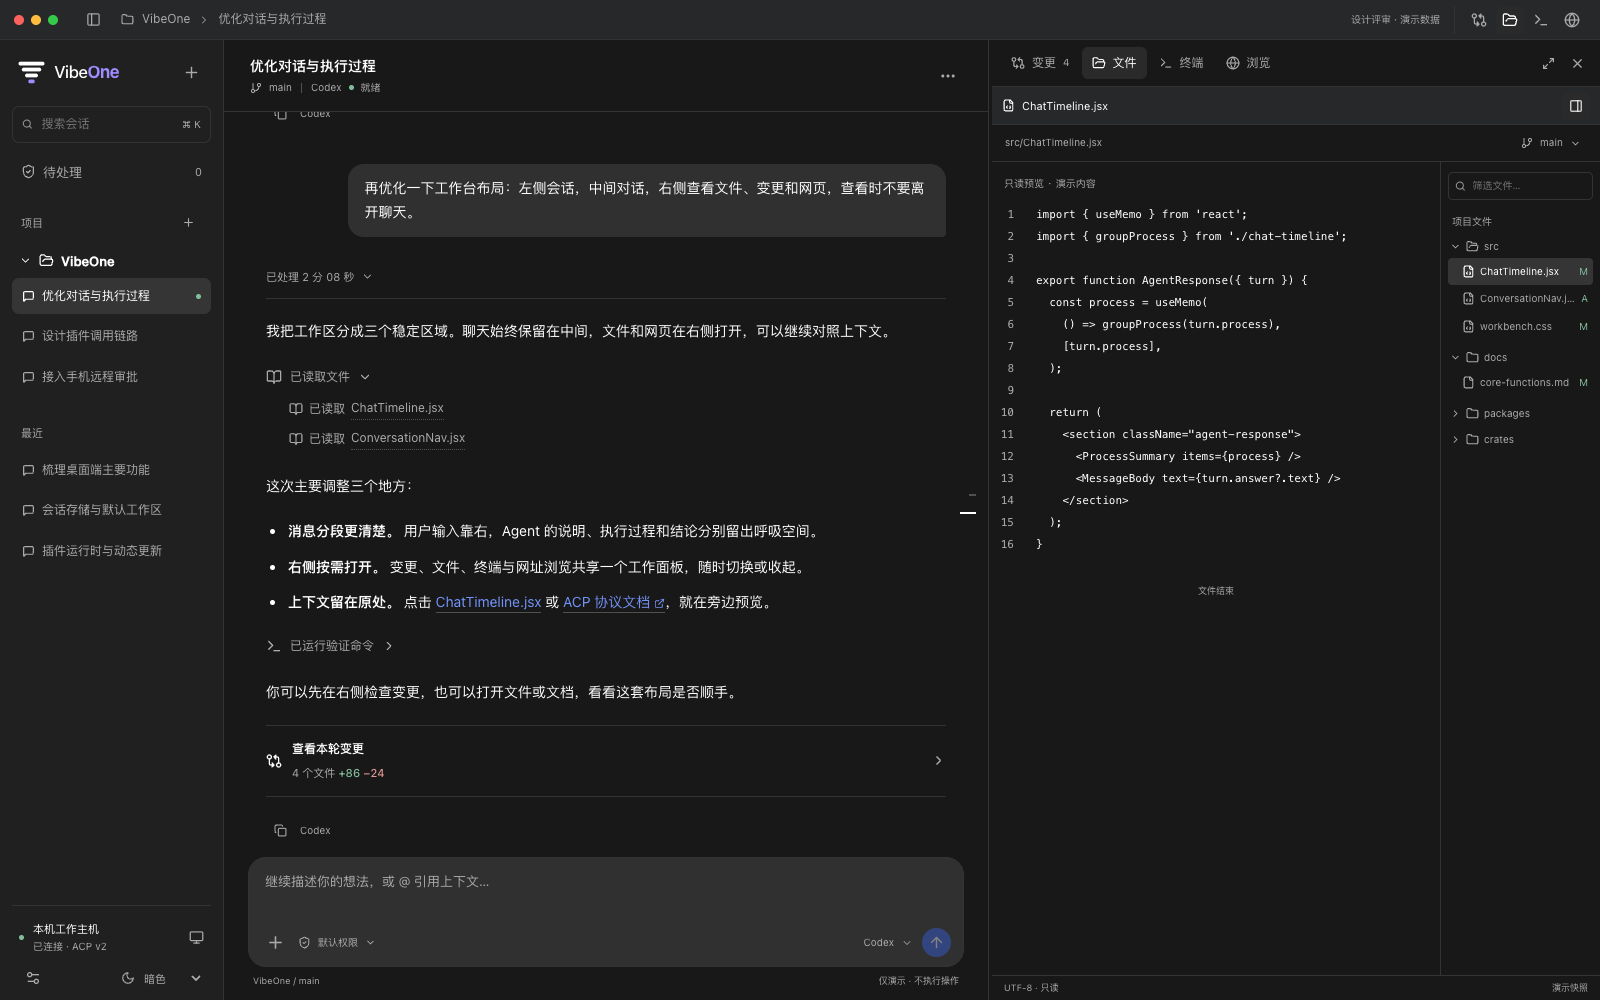 VibeOne
优化对话与执行过程
设计评审 · 演示数据
VibeOne
搜索会话
⌘ K
待处理
0
项目
VibeOne
优化对话与执行过程
设计插件调用链路
接入手机远程审批
最近
梳理桌面端主要功能
会话存储与默认工作区
插件运行时与动态更新
本机工作主机
已连接 · ACP v2
暗色
优化对话与执行过程
main | Codex 就绪
Codex
再优化一下工作台布局：左侧会话，中间对话，右侧查看文件、变更和网页，查看时不要离
开聊天。
已处理 2 分 08 秒
我把工作区分成三个稳定区域。聊天始终保留在中间，文件和网页在右侧打开，可以继续对照上下文。
已读取文件
已读取 ChatTimeline.jsx
已读取 ConversationNav.jsx
这次主要调整三个地方：
• 消息分段更清楚。 用户输入靠右，Agent 的说明、执行过程和结论分别留出呼吸空间。
• 右侧按需打开。 变更、文件、终端与网址浏览共享一个工作面板，随时切换或收起。
• 上下文留在原处。 点击 ChatTimeline.jsx 或 ACP 协议文档，就在旁边预览。
已运行验证命令
你可以先在右侧检查变更，也可以打开文件或文档，看看这套布局是否顺手。
查看本轮变更
4 个文件 +86 −24
Codex
继续描述你的想法，或 @ 引用上下文...
默认权限
Codex
VibeOne / main
仅演示 · 不执行操作
变更 4
文件
终端
浏览
ChatTimeline.jsx
src/ChatTimeline.jsx
main
只读预览 · 演示内容
1 import { useMemo } from 'react';
2 import { groupProcess } from './chat-timeline';
3
4 export function AgentResponse({ turn }) {
5 const process = useMemo(
6 () => groupProcess(turn.process),
7 [turn.process],
8 );
9
10 return (
11 <section className="agent-response">
12 <ProcessSummary items={process} />
13 <MessageBody text={turn.answer?.text} />
14 </section>
15 );
16 }
文件结束
筛选文件...
项目文件
src
ChatTimeline.jsx M
ConversationNav.j... A
workbench.css M
docs
core-functions.md M
packages
crates
UTF-8 · 只读
演示快照